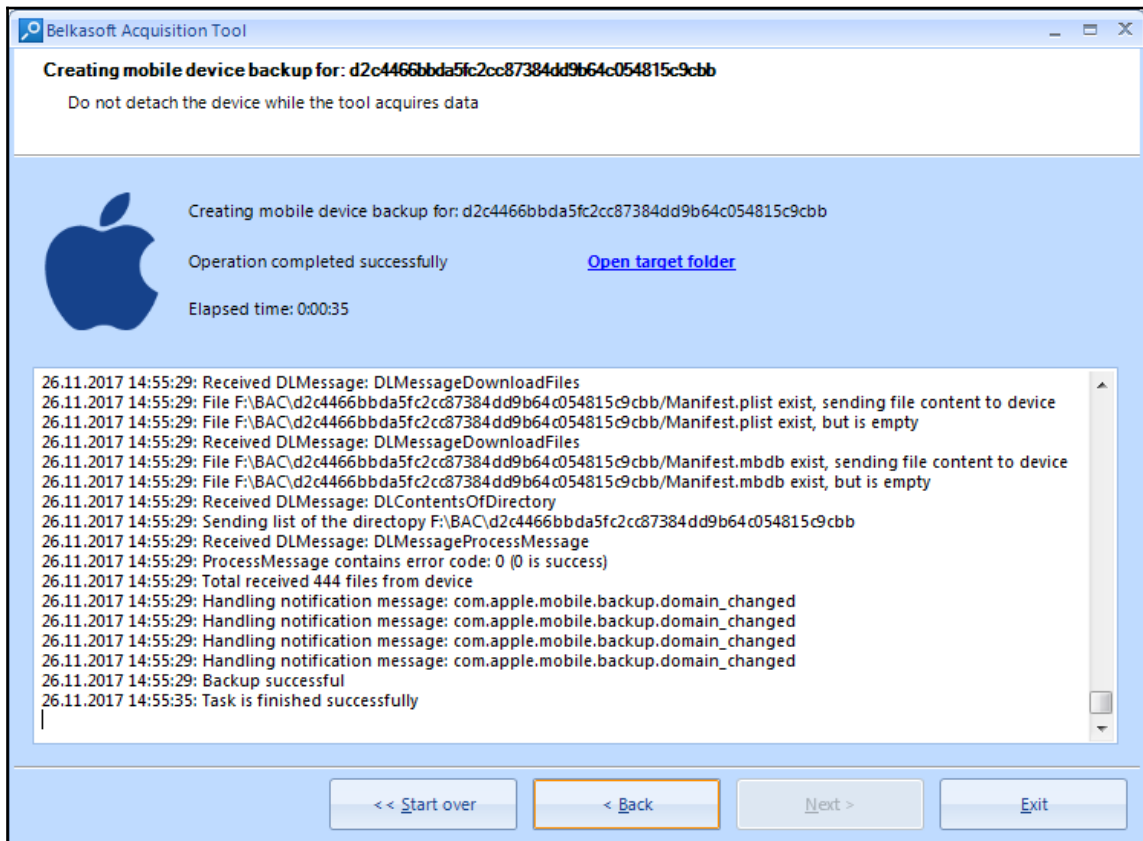 Belkasoft Acquisition Tool
Creating mobile device backup for: d2c4466bbda5fc2cc87384dd9b64c054815c9cbb
Do not detach the device while the tool acquires data
Creating mobile device backup for: d2c4466bbda5fc2cc87384dd9b64c054815c9cbb
Operation completed successfully Open target folder
Elapsed time: 0:00:35
26.11.2017 14:55:29: Received DLMessage: DLMessageDownloadFiles
26.11.2017 14:55:29: File F:\BAC\d2c4466bbda5fc2cc87384dd9b64c054815c9cbb/Manifest.plist exist, sending file content to device
26.11.2017 14:55:29: File F:\BAC\d2c4466bbda5fc2cc87384dd9b64c054815c9cbb/Manifest.plist exist, but is empty
26.11.2017 14:55:29: Received DLMessage: DLMessageDownloadFiles
26.11.2017 14:55:29: File F:\BAC\d2c4466bbda5fc2cc87384dd9b64c054815c9cbb/Manifest.mbdb exist, sending file content to device
26.11.2017 14:55:29: File F:\BAC\d2c4466bbda5fc2cc87384dd9b64c054815c9cbb/Manifest.mbdb exist, but is empty
26.11.2017 14:55:29: Received DLMessage: DLContentsOfDirectory
26.11.2017 14:55:29: Sending list of the directopy F:\BAC\d2c4466bbda5fc2cc87384dd9b64c054815c9cbb
26.11.2017 14:55:29: Received DLMessage: DLMessageProcessMessage
26.11.2017 14:55:29: ProcessMessage contains error code: 0 (0 is success)
26.11.2017 14:55:29: Total received 444 files from device
26.11.2017 14:55:29: Handling notification message: com.apple.mobile.backup.domain_changed
26.11.2017 14:55:29: Handling notification message: com.apple.mobile.backup.domain_changed
26.11.2017 14:55:29: Handling notification message: com.apple.mobile.backup.domain_changed
26.11.2017 14:55:29: Handling notification message: com.apple.mobile.backup.domain_changed
26.11.2017 14:55:29: Backup successful
26.11.2017 14:55:35: Task is finished successfully
<< Start over < Back Next > Exit